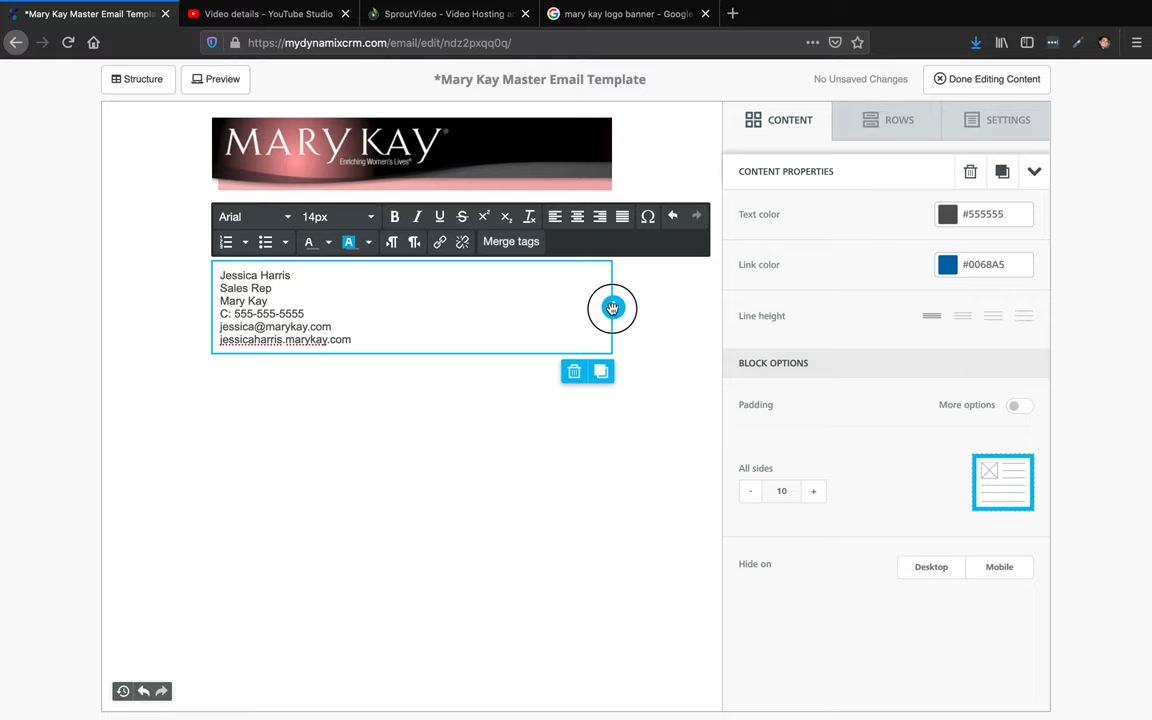 *Mary Kay Master Email Templa
Video details - YouTube Studio
SproutVideo - Video Hosting a
mary kay logo banner - Google
https://mydynamixcrm.com/email/edit/ndz2pxqq0q/
Structure
Preview
*Mary Kay Master Email Template
No Unsaved Changes
Done Editing Content
MARY KAY®
Enriching Women's Lives®
CONTENT
ROWS
SETTINGS
CONTENT PROPERTIES
Arial
14px
Merge tags
Text color
#555555
Link color
#0068A5
Line height
Jessica Harris
Sales Rep
Mary Kay
C: 555-555-5555
jessica@marykay.com
jessicaharris.marykay.com
BLOCK OPTIONS
Padding
More options
All sides
- 10 +
Hide on
Desktop
Mobile